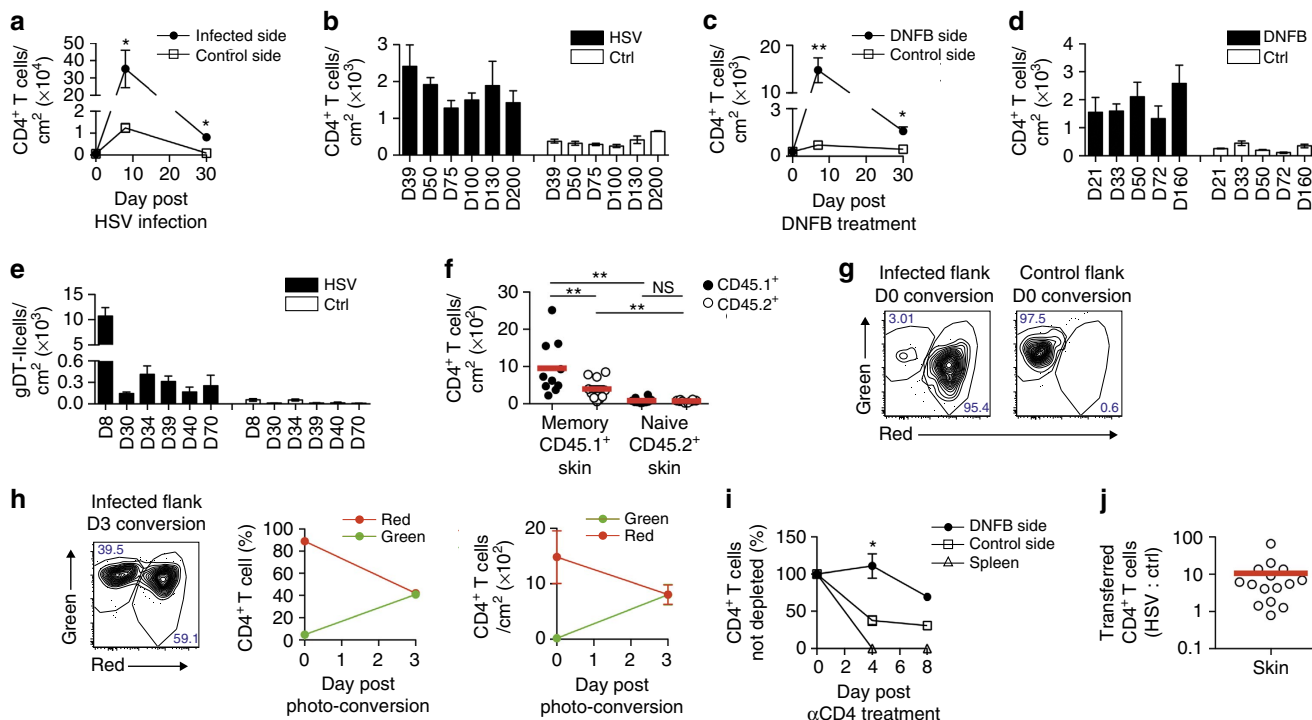 a
CD4+ T cells/
cm2 (×10^4)
50
40
30
20
10
2
1
0
*
*
Infected side
Control side
0 10 20 30
Day post
HSV infection
b
CD4+ T cells/
cm2 (×10^3)
3
2
1
0
HSV
Ctrl
D39 D50 D75 D100 D130 D200 D39 D50 D75 D100 D130 D200
c
CD4+ T cells/
cm2 (×10^3)
20
15
10
5
3
0
**
*
DNFB side
Control side
0 10 20 30
Day post
DNFB treatment
d
CD4+ T cells/
cm2 (×10^3)
4
3
2
1
0
DNFB
Ctrl
D21 D33 D50 D72 D160 D21 D33 D50 D72 D160
e
gDT-IIcells/
cm2 (×10^3)
15
10
5
0.6
0.3
0.0
HSV
Ctrl
D8 D30 D34 D39 D40 D70 D8 D30 D34 D39 D40 D70
f
CD4+ T cells/
cm2 (×10^2)
30
20
10
0
**
** NS
**
CD45.1+
CD45.2+
Memory Naive
CD45.1+ CD45.2+
skin skin
g
Infected flank Control flank
D0 conversion D0 conversion
3.01
95.4
97.5
0.6
Green
Red
h
Infected flank
D3 conversion
39.5
59.1
Green
Red
CD4+ T cell (%)
100
80
60
40
20
0
Red
Green
0 3
Day post
photo-conversion
CD4+ T cells
/cm2 (×10^2)
20
10
0
Green
Red
0 3
Day post
photo-conversion
i
CD4+ T cells
not depleted (%)
150
100
50
0
*
DNFB side
Control side
Spleen
0 2 4 6 8
Day post
αCD4 treatment
j
Transferred
CD4+ T cells
(HSV : ctrl)
100
10
1
0.1
Skin